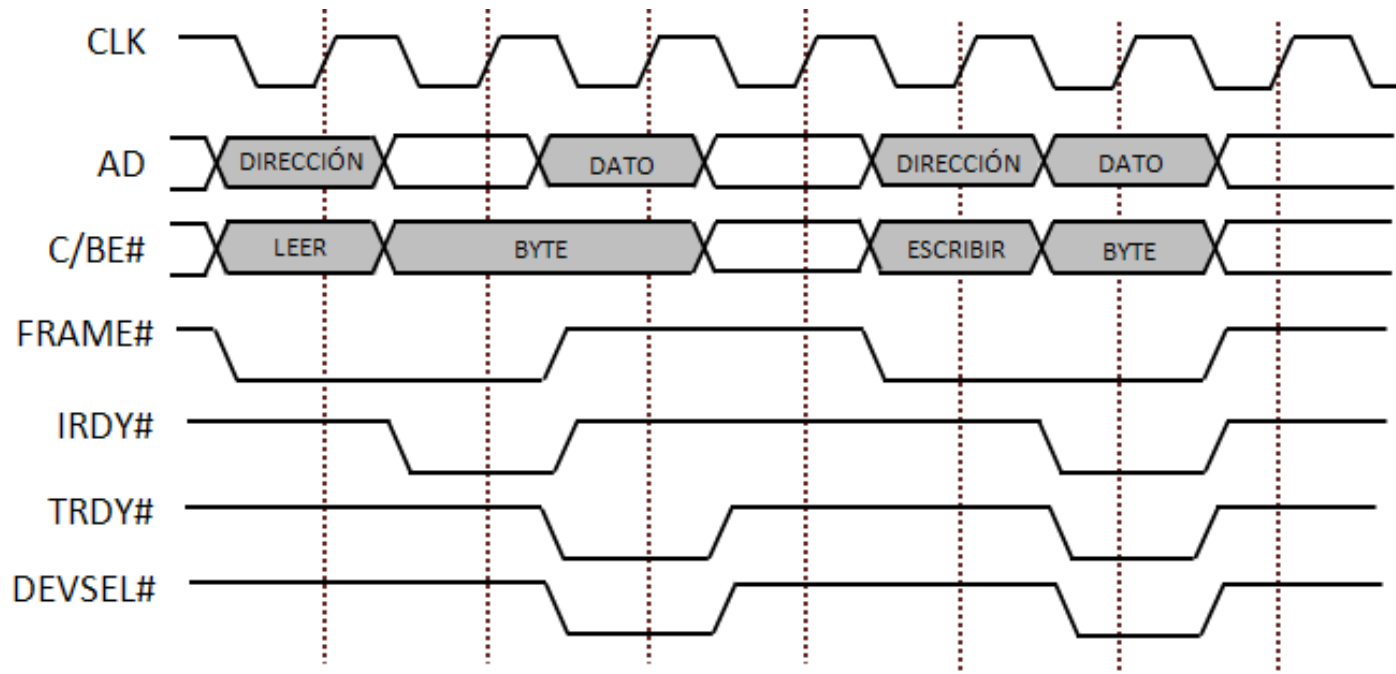 CLK
AD DIRECCIÓN DATO DIRECCIÓN DATO
C/BE# LEER BYTE ESCRIBIR BYTE
FRAME#
IRDY#
TRDY#
DEVSEL#